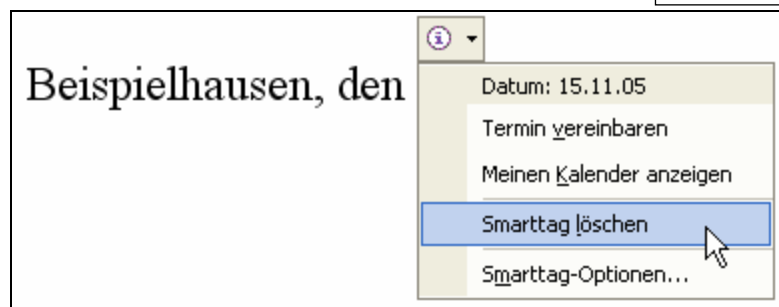 Beispielhausen, den
Datum: 15.11.05
Termin vereinbaren
Meinen Kalender anzeigen
Smarttag löschen
Smarttag-Optionen...